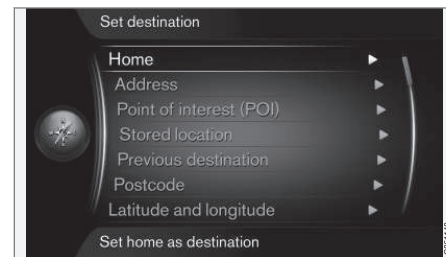 Set destination
Home
Address
Point of interest (POI)
Stored location
Previous destination
Postcode
Latitude and longitude
Set home as destination